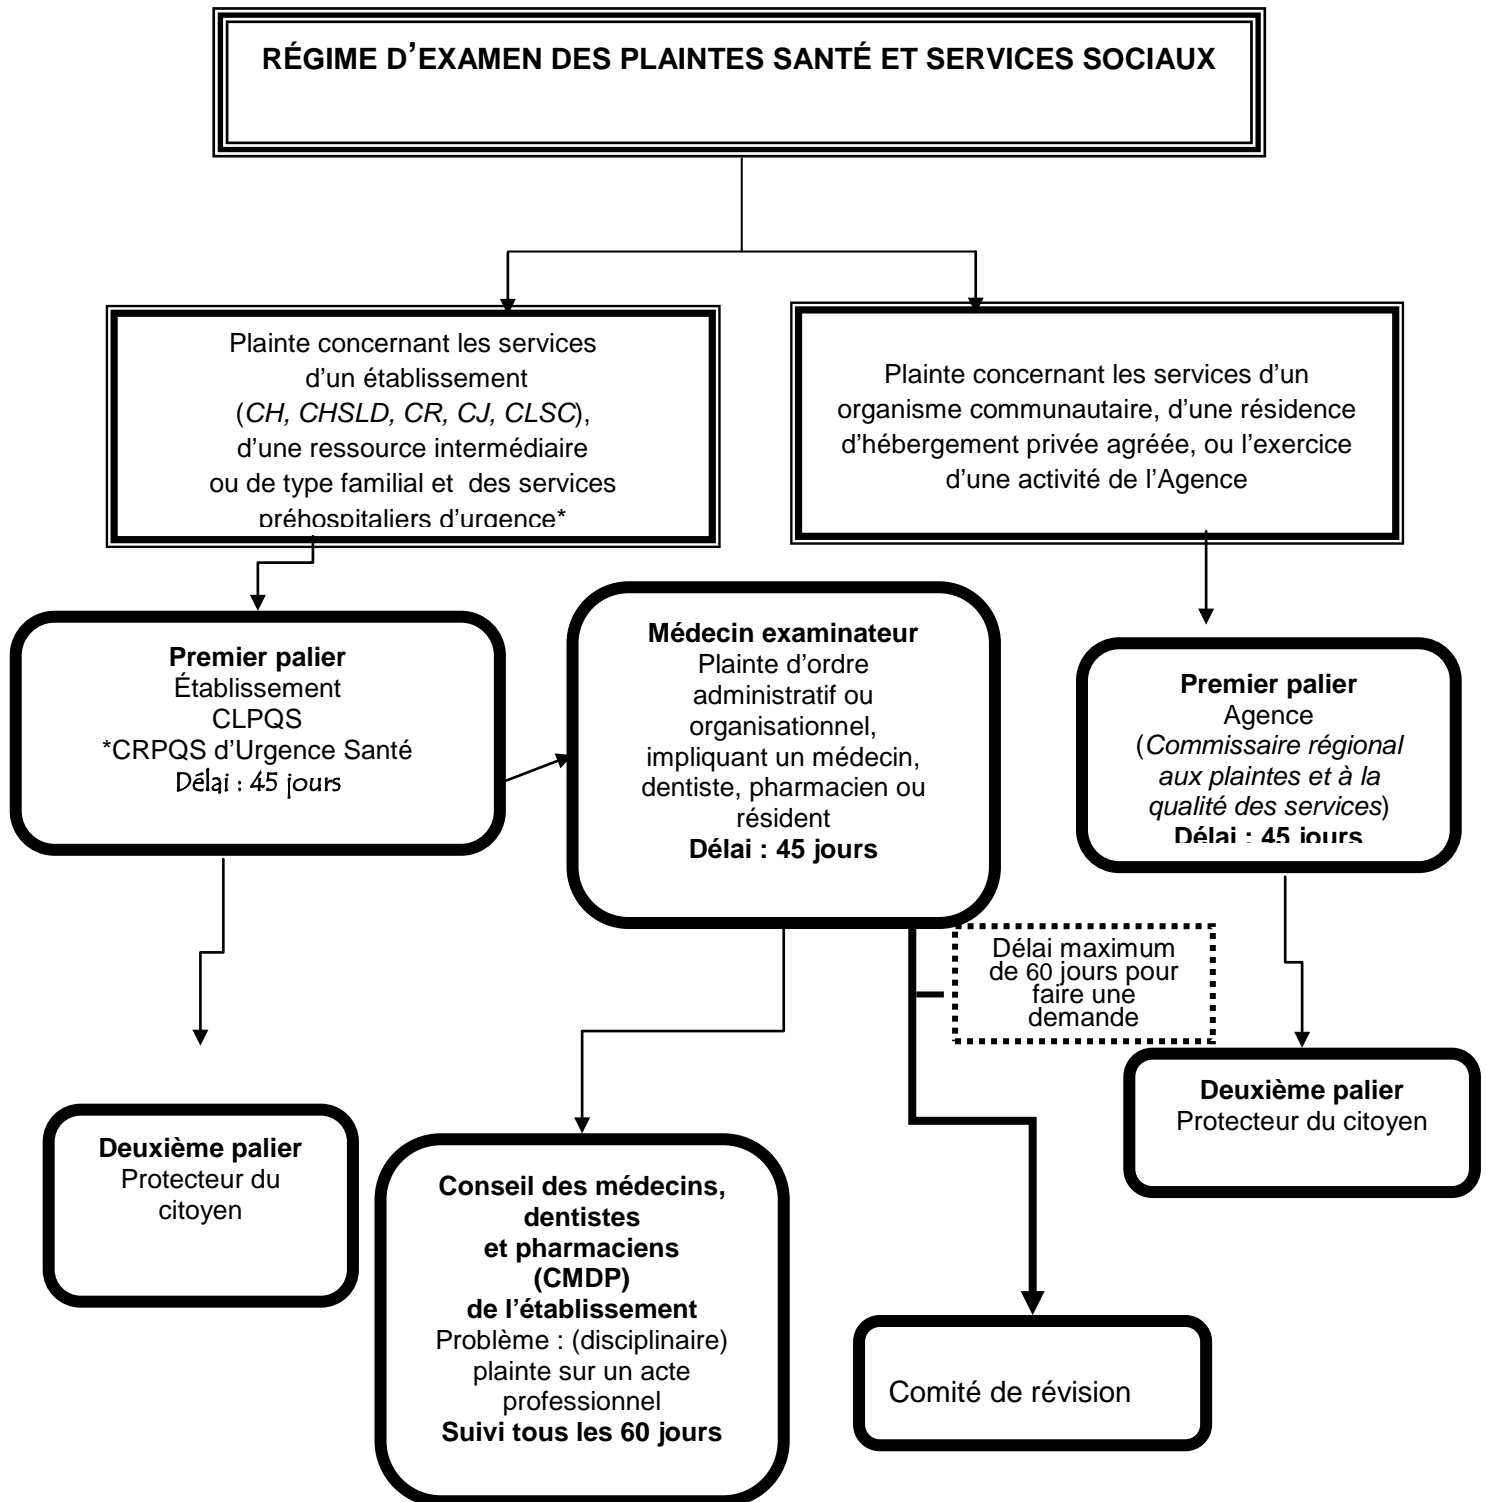 RÉGIME D’EXAMEN DES PLAINTES SANTÉ ET SERVICES SOCIAUX
Plainte concernant les services
d’un établissement
(CH, CHSLD, CR, CJ, CLSC),
d’une ressource intermédiaire
ou de type familial et des services
préhospitaliers d’urgence*
Plainte concernant les services d’un
organisme communautaire, d’une résidence
d’hébergement privée agréée, ou l’exercice
d’une activité de l’Agence
Premier palier
Établissement
CLPQS
*CRPQS d’Urgence Santé
Délai : 45 jours
Médecin examinateur
Plainte d’ordre
administratif ou
organisationnel,
impliquant un médecin,
dentiste, pharmacien ou
résident
Délai : 45 jours
Premier palier
Agence
(Commissaire régional
aux plaintes et à la
qualité des services)
Délai : 45 jours
Délai maximum
de 60 jours pour
faire une
demande
Deuxième palier
Protecteur du citoyen
Deuxième palier
Protecteur du
citoyen
Conseil des médecins,
dentistes
et pharmaciens
(CMDP)
de l’établissement
Problème : (disciplinaire)
plainte sur un acte
professionnel
Suivi tous les 60 jours
Comité de révision